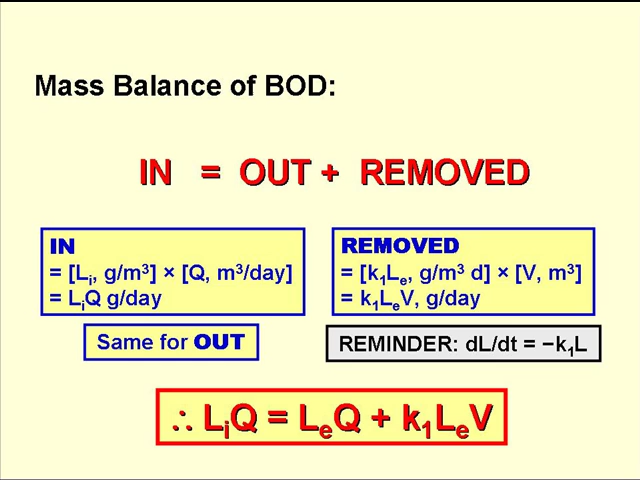 Mass Balance of BOD:
IN = OUT + REMOVED
IN
= [Lᵢ, g/m³] × [Q, m³/day]
= LᵢQ g/day
Same for OUT
REMOVED
= [k₁Lₑ, g/m³ d] × [V, m³]
= k₁LₑV, g/day
REMINDER: dL/dt = −k₁L
∴ LᵢQ = LₑQ + k₁LₑV